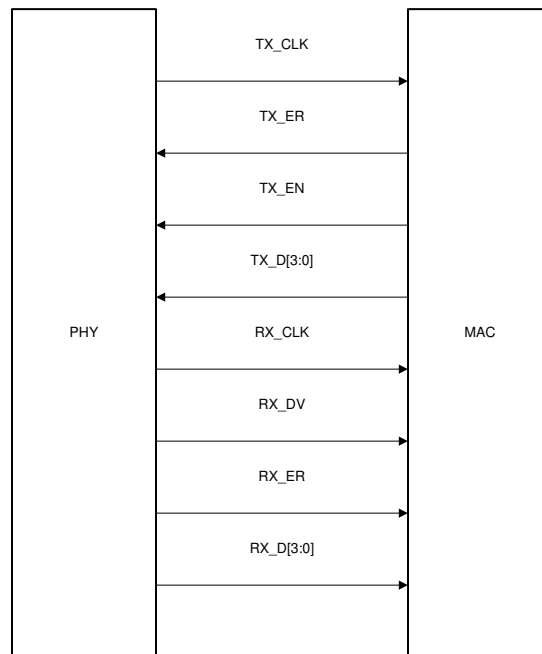 TX_CLK
TX_ER
TX_EN
TX_D[3:0]
PHY
RX_CLK
MAC
RX_DV
RX_ER
RX_D[3:0]